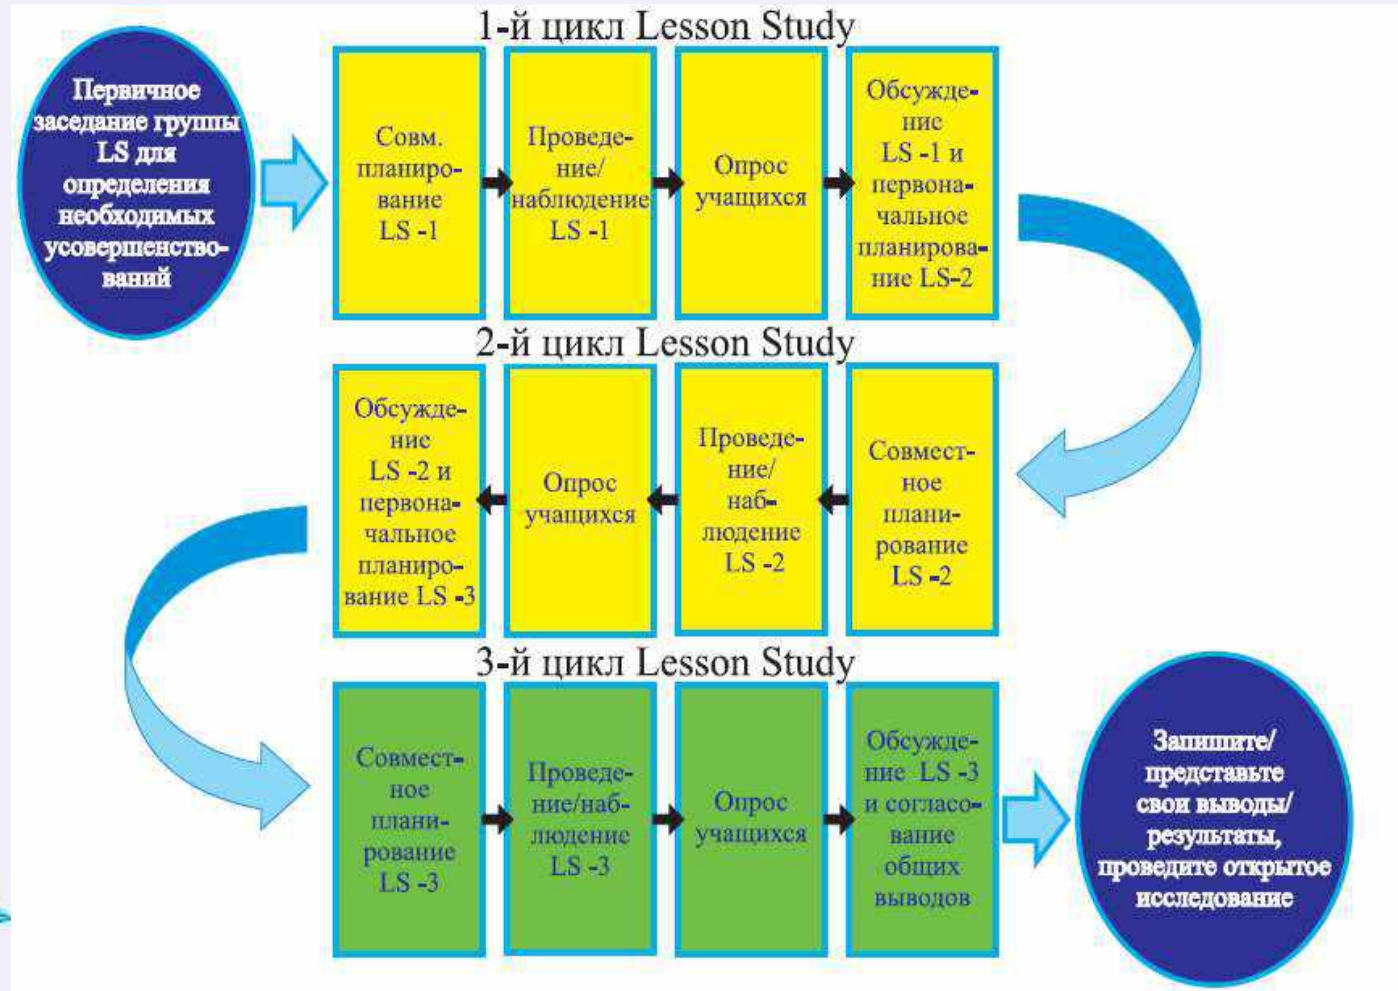 1-й цикл Lesson Study
Первичное
заседание группы
LS для
определения
необходимых
усовершенство-
ваний
Совм.
планиро-
вание
LS -1
Проведе-
ние/
наблюдение
LS -1
Опрос
учащихся
Обсужде-
ние
LS -1 и
первона-
чальное
планирова-
ние LS-2
2-й цикл Lesson Study
Совмест-
ное
плани-
рование
LS -2
Проведе-
ние/
наб-
людение
LS -2
Опрос
учащихся
Обсужде-
ние
LS -2 и
первона-
чальное
планиро-
вание LS -3
3-й цикл Lesson Study
Совмест-
ное
плани-
рование
LS -3
Проведе-
ние/наб-
людение
LS -3
Опрос
учащихся
Обсужде-
ние LS -3
и согласо-
вание
общих
выводов
Запишите/
представьте
свои выводы/
результаты,
проведите открытое
исследование